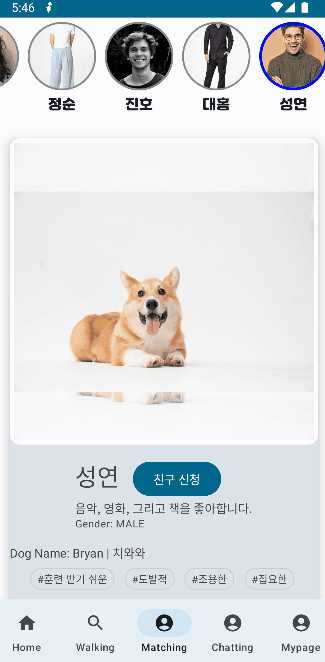 5:46
정순 진호 대홍 성연
성연 친구 신청
음악, 영화, 그리고 책을 좋아합니다.
Gender: MALE
Dog Name: Bryan | 치와와
#훈련 받기 쉬운 #도발적 #조용한 #집요한
Home Walking Matching Chatting Mypage